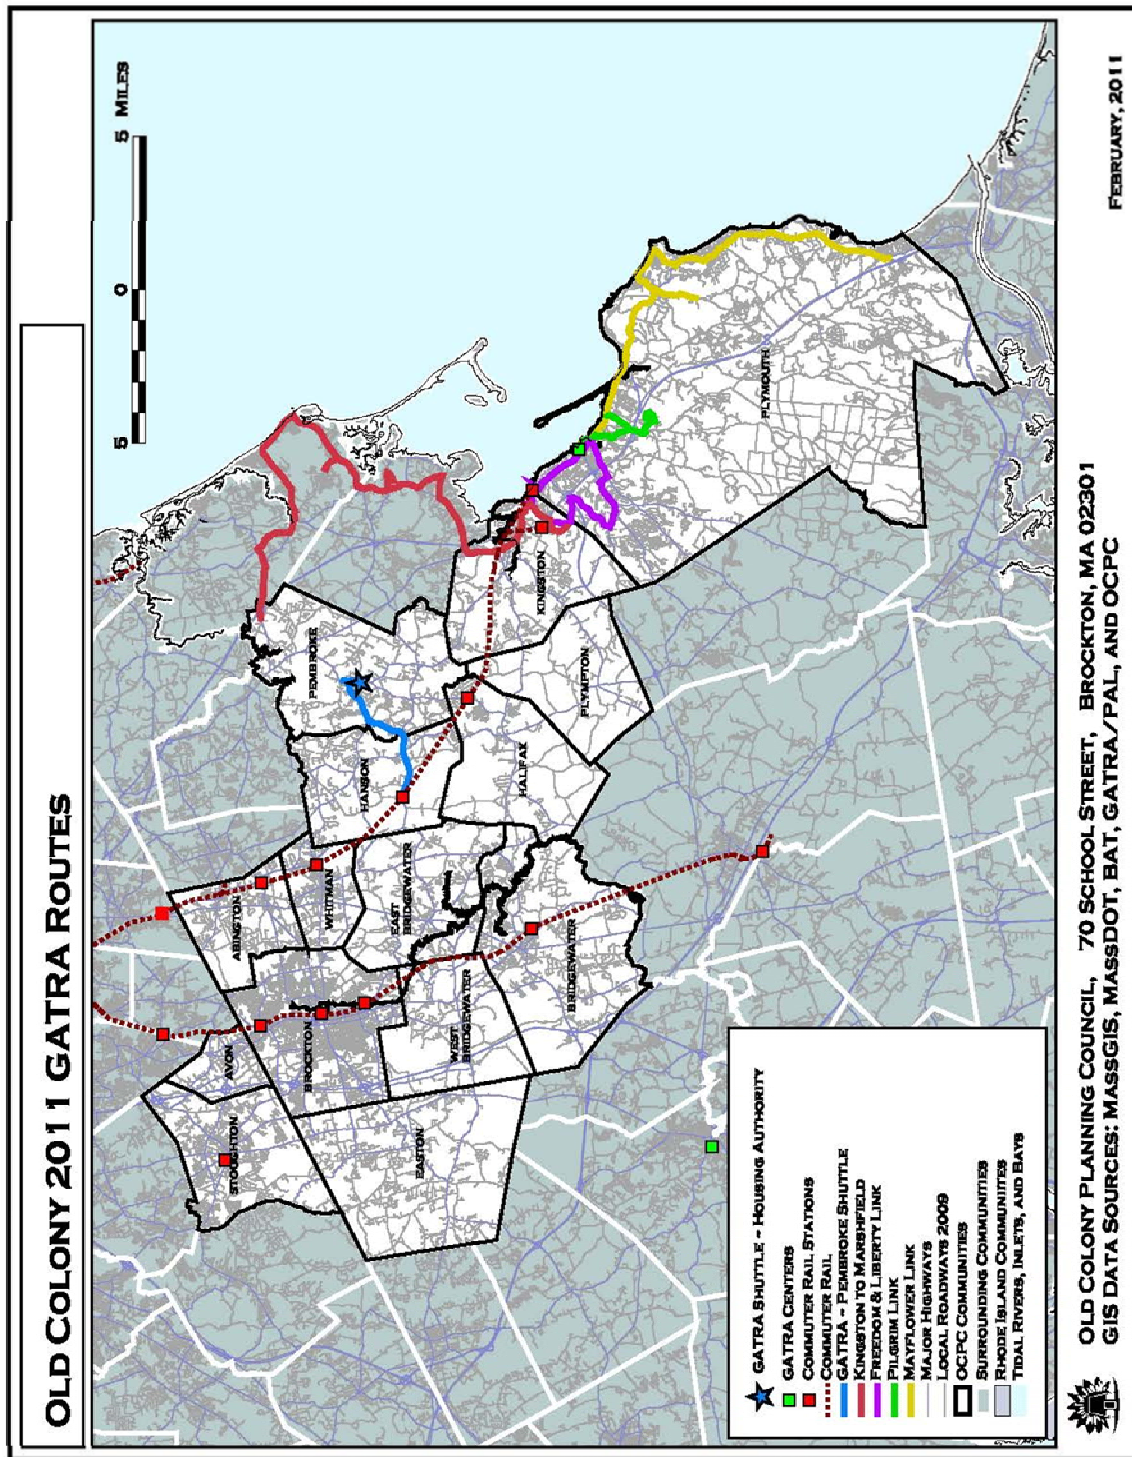 OLD COLONY 2011 GATRA ROUTES
5 0 5 MILES
STOUGHTON
AVON
BROCKTON
ABINGTON
WHITMAN
HANSON
PEMBROKE
EASTON
WEST
BRIDGEWATER
EAST
BRIDGEWATER
BRIDGEWATER
HALIFAX
PLYMPTON
KINGSTON
PLYMOUTH
GATRA SHUTTLE - HOUSING AUTHORITY
GATRA CENTERS
COMMUTER RAIL STATIONS
COMMUTER RAIL
GATRA - PEMBROKE SHUTTLE
KINGSTON TO MARSHFIELD
FREEDOM & LIBERTY LINK
PILGRIM LINK
MAYFLOWER LINK
MAJOR HIGHWAYS
LOCAL ROADWAYS 2009
OCPC COMMUNITIES
SURROUNDING COMMUNITIES
RHODE ISLAND COMMUNIITES
TIDAL RIVERS, INLETS, AND BAYS
OLD COLONY PLANNING COUNCIL, 70 SCHOOL STREET, BROCKTON, MA 02301
GIS DATA SOURCES: MASSGIS, MASSDOT, BAT, GATRA/PAL, AND OCPC
FEBRUARY, 2011